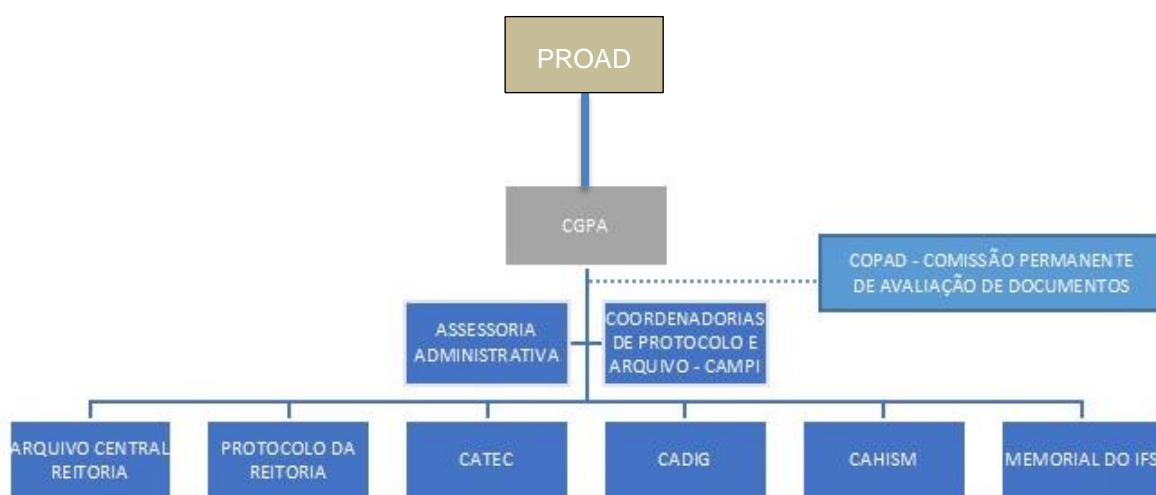 PROAD
CGPA
COPAD - COMISSÃO PERMANENTE
DE AVALIAÇÃO DE DOCUMENTOS
ASSESSORIA
ADMINISTRATIVA
COORDENADORIAS
DE PROTOCOLO E
ARQUIVO - CAMPI
ARQUIVO CENTRAL
REITORIA
PROTOCOLO DA
REITORIA
CATEC
CADIG
CAHISM
MEMORIAL DO IFS